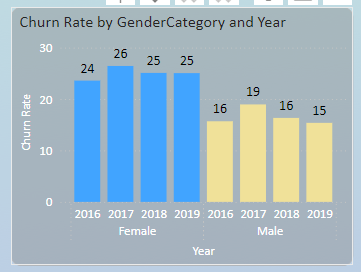 Churn Rate by GenderCategory and Year
Churn Rate
30
20
10
0
24 26 25 25 16 19 16 15
2016 2017 2018 2019 2016 2017 2018 2019
Female Male
Year